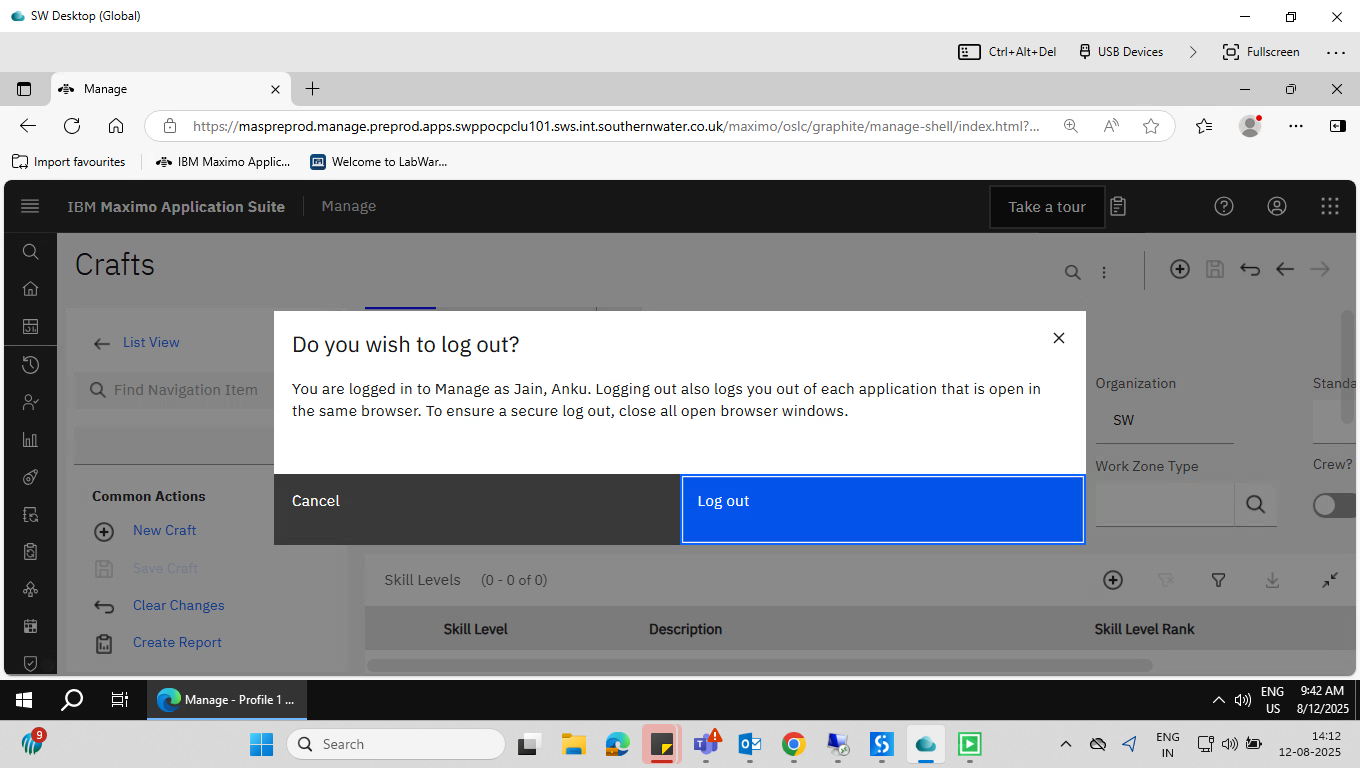 SW Desktop (Global)
Ctrl+Alt+Del
USB Devices
Fullscreen
Manage
https://maspreprod.manage.preprod.apps.swppocpclu101.sws.int.southernwater.co.uk/maximo/oslc/graphite/manage-shell/index.html?...
Import favourites
IBM Maximo Applic...
Welcome to LabWar...
IBM Maximo Application Suite
Manage
Take a tour
Crafts
List View
Find Navigation Item
Do you wish to log out?
You are logged in to Manage as Jain, Anku. Logging out also logs you out of each application that is open in
the same browser. To ensure a secure log out, close all open browser windows.
Cancel
Log out
Organization
Standa
SW
Work Zone Type
Crew?
Common Actions
New Craft
Save Craft
Clear Changes
Create Report
Skill Levels (0 - 0 of 0)
Skill Level
Description
Skill Level Rank
Manage - Profile 1 ...
ENG
US
9:42 AM
8/12/2025
9
Search
ENG
IN
14:12
12-08-2025